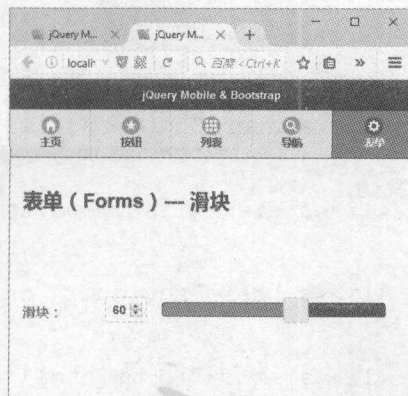 jQuery M... × jQuery M... × +
localh 百度 <Ctrl+K
jQuery Mobile & Bootstrap
主页 按钮 列表 导航 表单
表单（Forms）— 滑块
滑块： 60